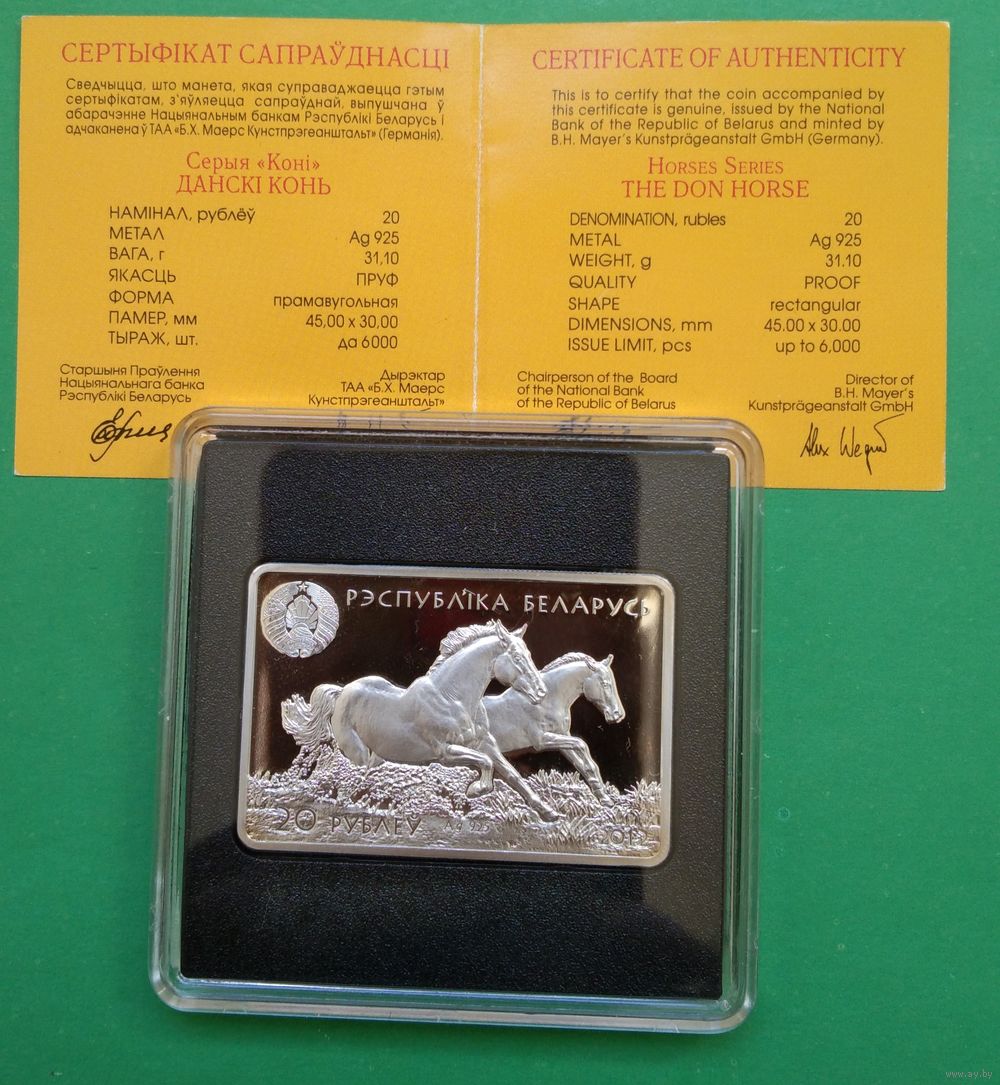 СЕРТЫФІКАТ САПРАЎДНАСЦІ
Сведчыцца, што манета, якая суправаджаецца гэтым
сертыфікатам, з'яўляецца сапраўднай, выпушчана ў
абарачэнне Нацыянальным банкам Рэспублікі Беларусь і
адчаканена ў ТАА «Б.Х. Маерс Кунстпрэгеанштальт» (Германія).
Серыя «Коні»
ДАНСКІ КОНЬ
НАМІНАЛ, рублёў 20
МЕТАЛ Ag 925
ВАГА, г 31,10
ЯКАСЦЬ ПРУФ
ФОРМА прамавугольная
ПАМЕР, мм 45,00 x 30,00
ТЫРАЖ, шт. да 6000
Старшыня Праўлення
Нацыянальнага банка
Рэспублікі Беларусь
Дырэктар
ТАА «Б.Х. Маерс
Кунстпрэгеанштальт»
CERTIFICATE OF AUTHENTICITY
This is to certify that the coin accompanied by
this certificate is genuine, issued by the National
Bank of the Republic of Belarus and minted by
B.H. Mayer's Kunstprägeanstalt GmbH (Germany).
HORSES SERIES
THE DON HORSE
DENOMINATION, rubles 20
METAL Ag 925
WEIGHT, g 31.10
QUALITY PROOF
SHAPE rectangular
DIMENSIONS, mm 45.00 x 30.00
ISSUE LIMIT, pcs up to 6,000
Chairperson of the Board
of the National Bank
of the Republic of Belarus
Director of
B.H. Mayer's
Kunstprägeanstalt GmbH
РЭСПУБЛІКА БЕЛАРУСЬ
20 РУБЛЁЎ Ag 925 2012
www.ay.by